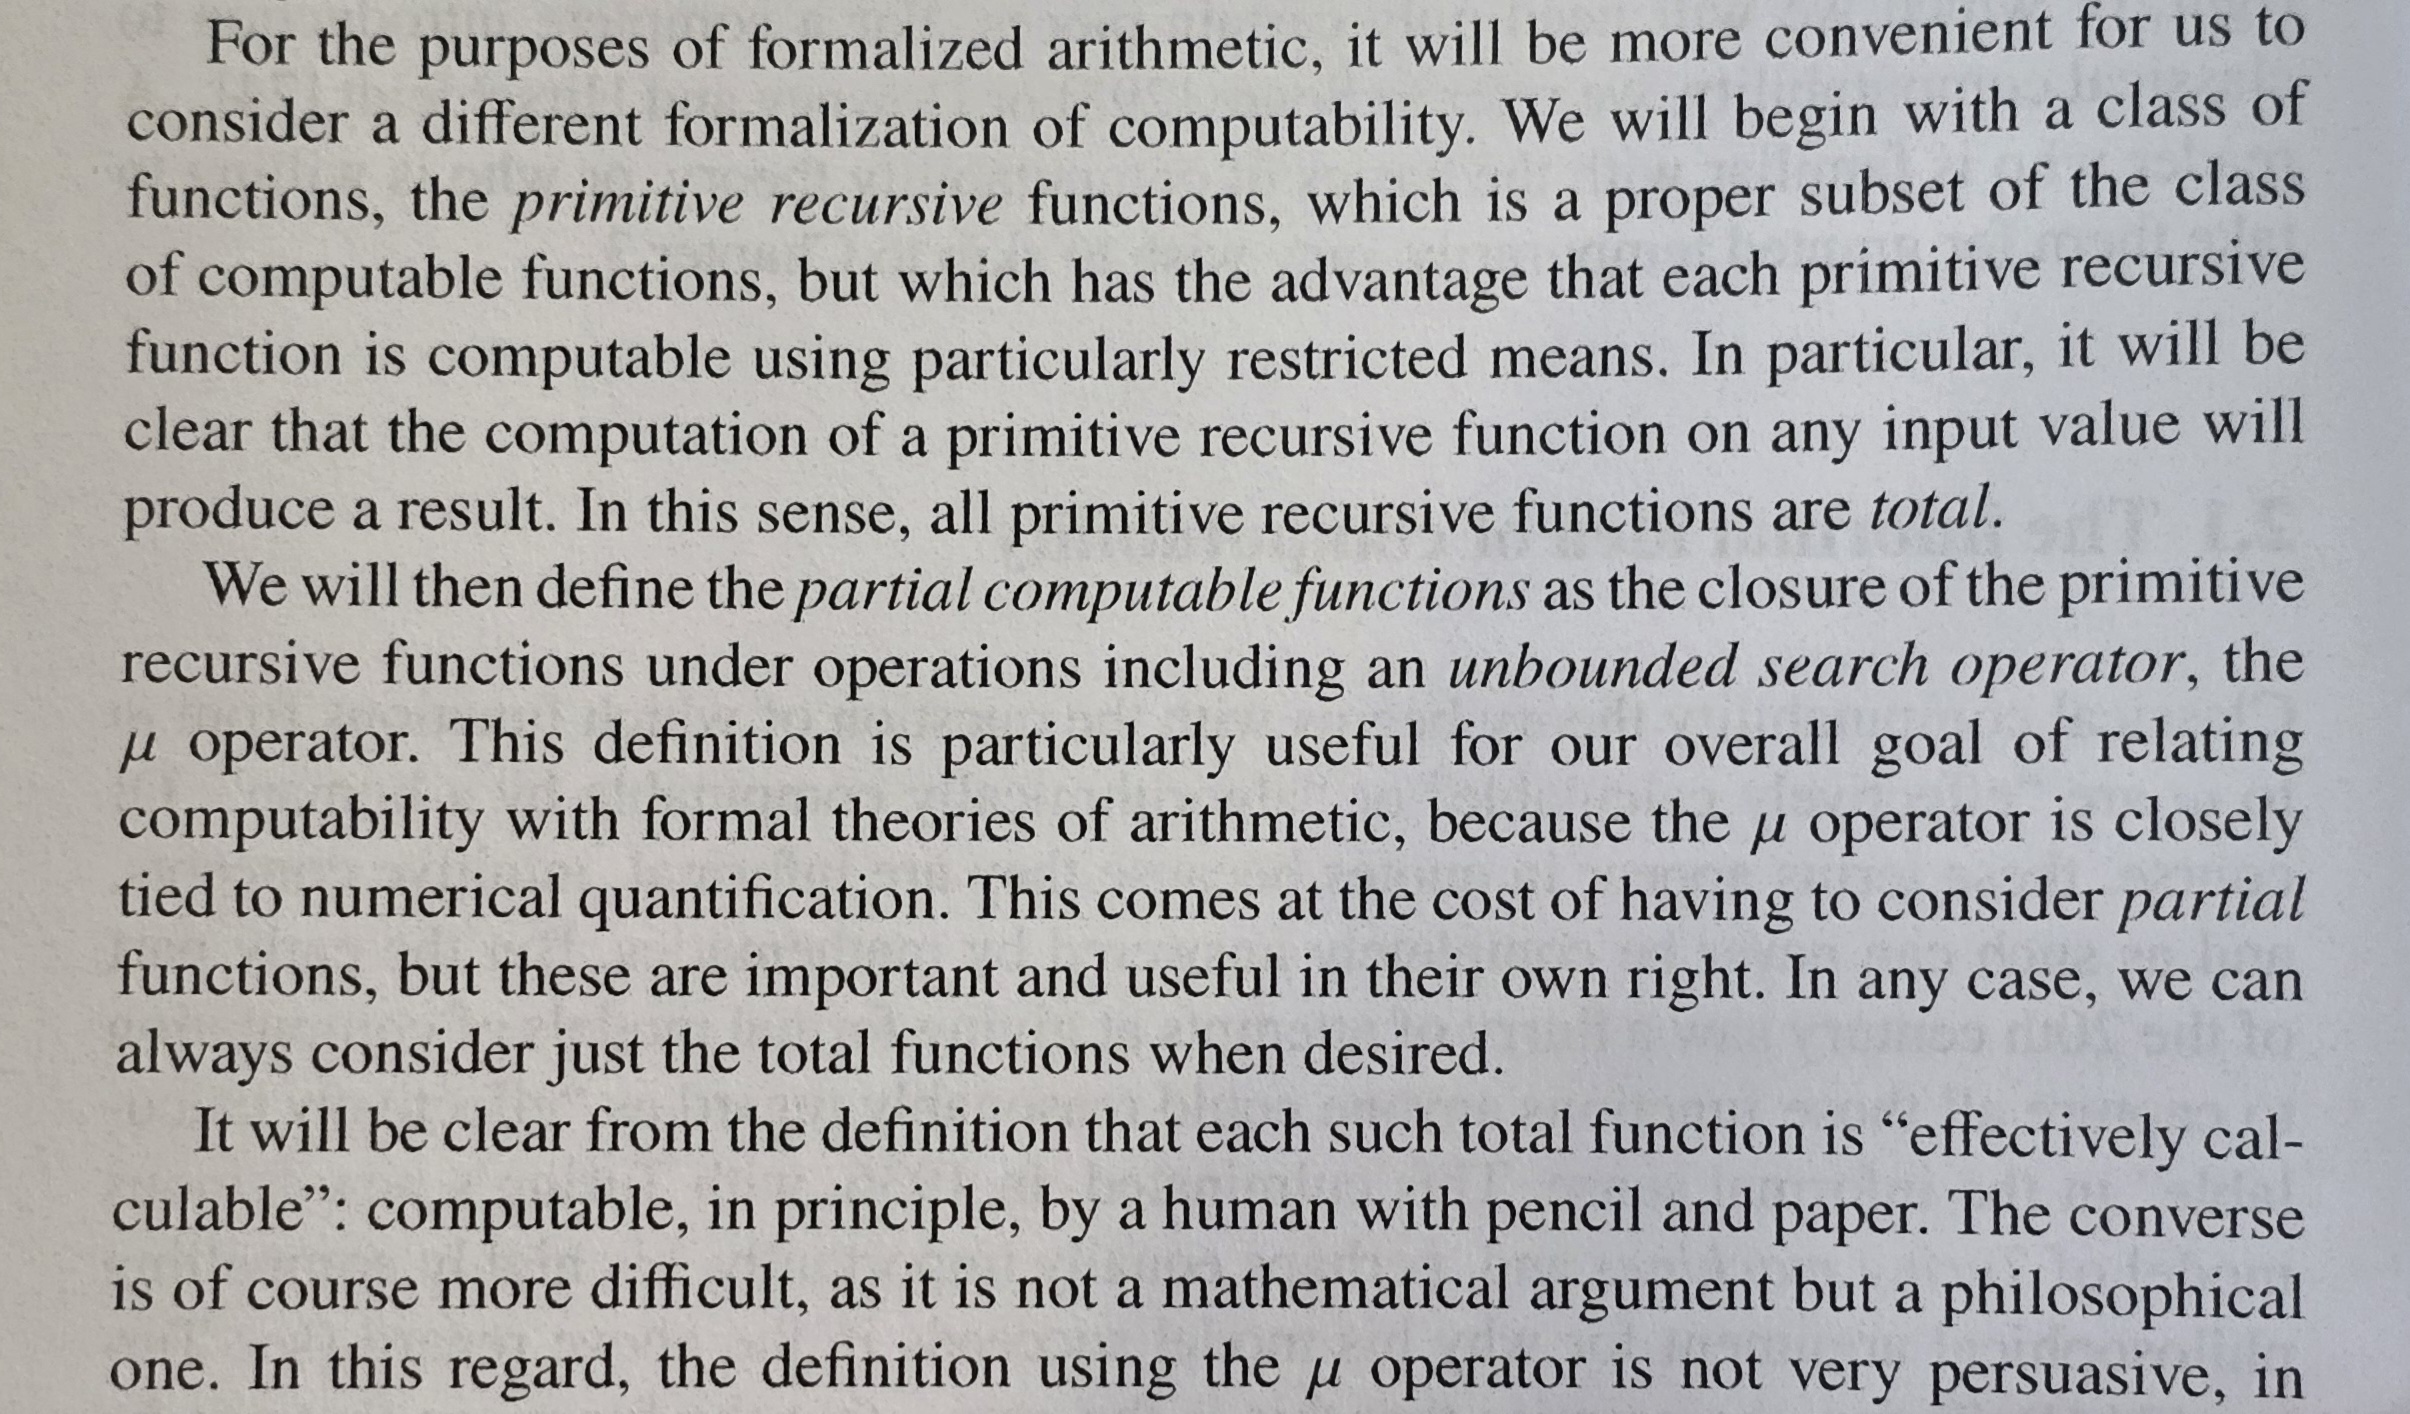 For the purposes of formalized arithmetic, it will be more convenient for us to
consider a different formalization of computability. We will begin with a class of
functions, the primitive recursive functions, which is a proper subset of the class
of computable functions, but which has the advantage that each primitive recursive
function is computable using particularly restricted means. In particular, it will be
clear that the computation of a primitive recursive function on any input value will
produce a result. In this sense, all primitive recursive functions are total.
We will then define the partial computable functions as the closure of the primitive
recursive functions under operations including an unbounded search operator, the
μ operator. This definition is particularly useful for our overall goal of relating
computability with formal theories of arithmetic, because the μ operator is closely
tied to numerical quantification. This comes at the cost of having to consider partial
functions, but these are important and useful in their own right. In any case, we can
always consider just the total functions when desired.
It will be clear from the definition that each such total function is “effectively cal-
culable”: computable, in principle, by a human with pencil and paper. The converse
is of course more difficult, as it is not a mathematical argument but a philosophical
one. In this regard, the definition using the μ operator is not very persuasive, in